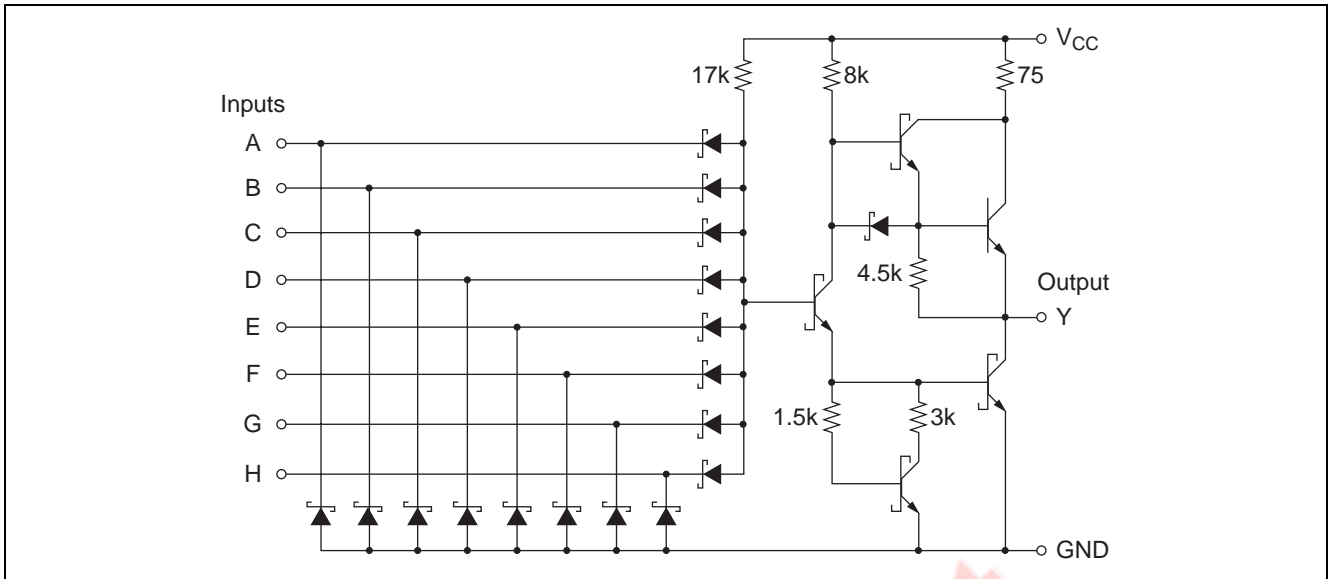 V_CC
17k
8k
75
Inputs
A
B
C
D
E
F
G
H
4.5k
Output
Y
1.5k
3k
GND